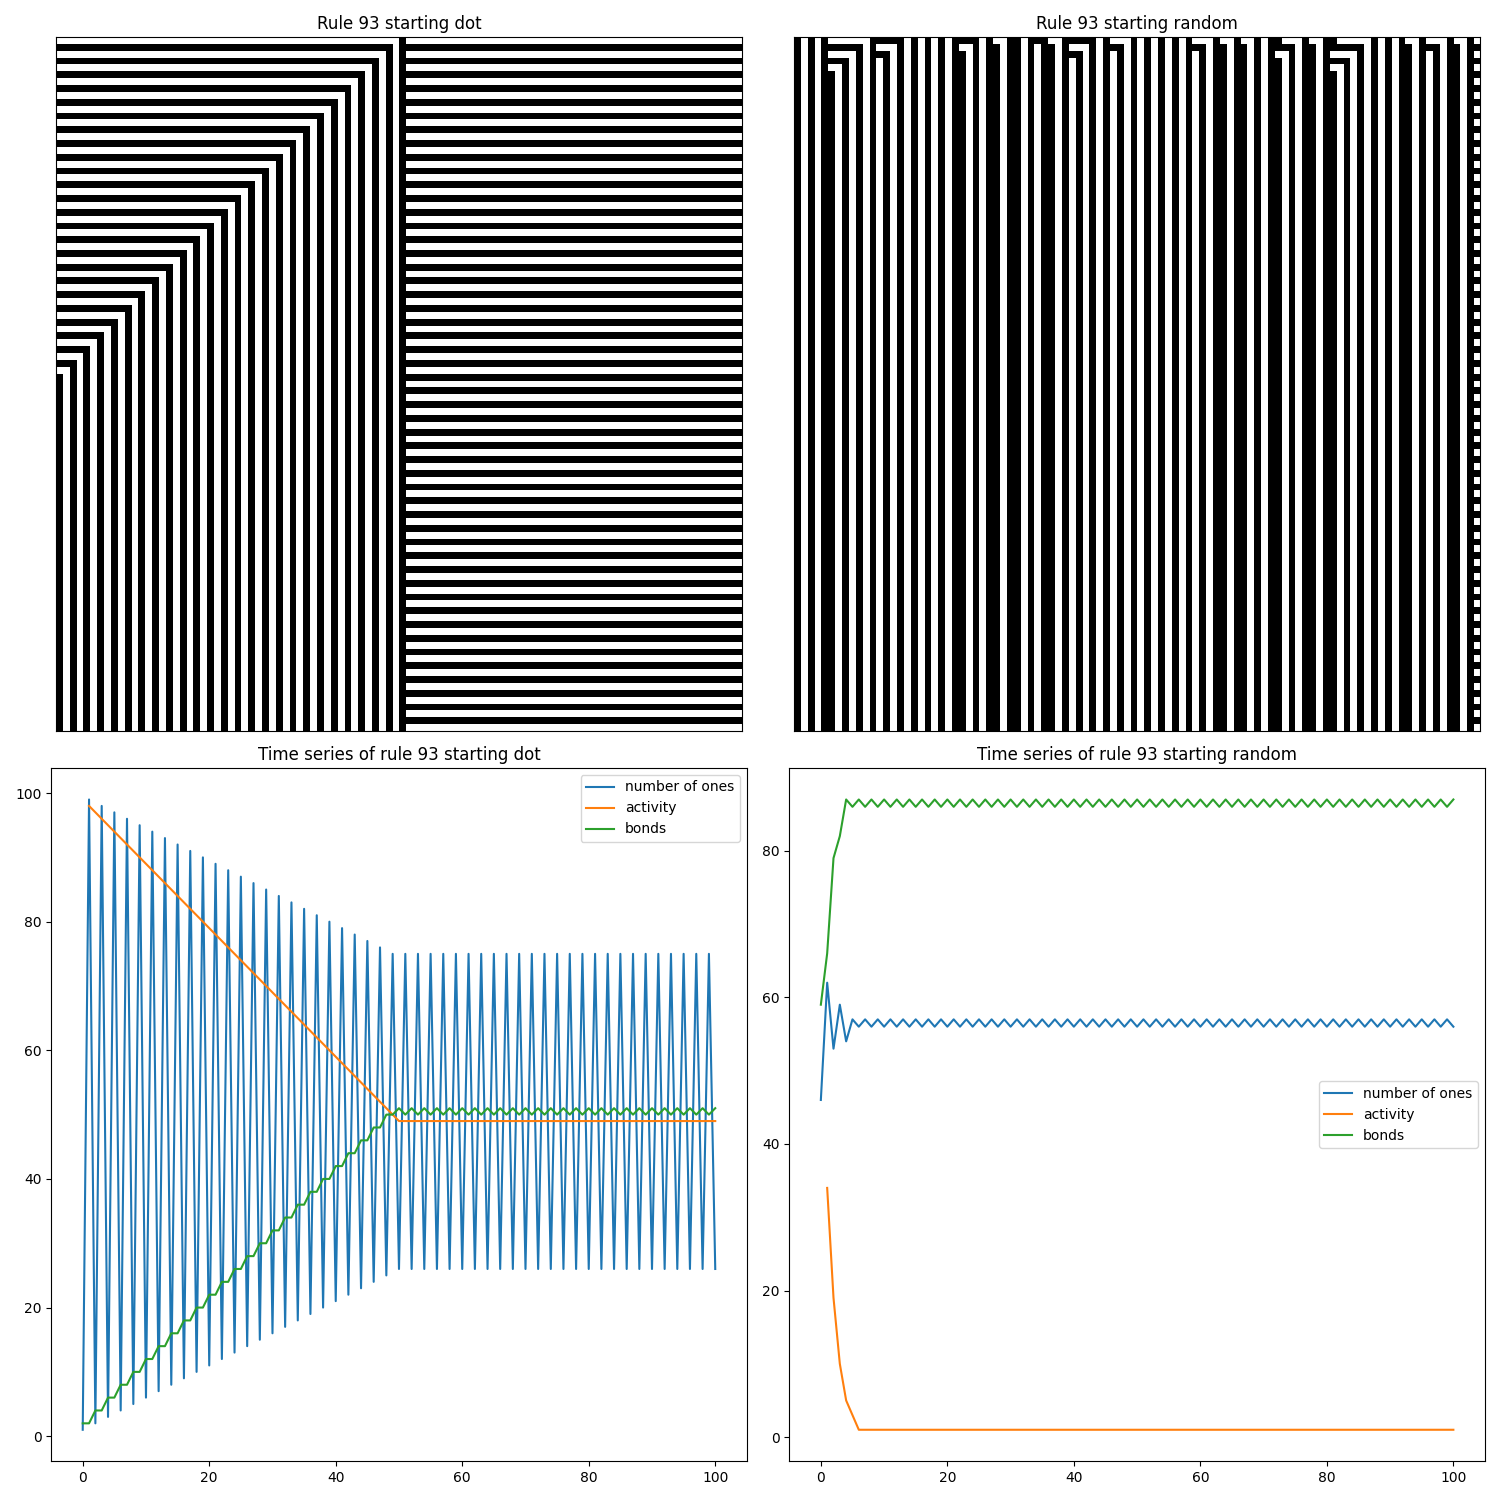 Rule 93 starting dot
Rule 93 starting random
Time series of rule 93 starting dot
number of ones
activity
bonds
100
80
60
40
20
0
0 20 40 60 80 100
Time series of rule 93 starting random
number of ones
activity
bonds
80
60
40
20
0
0 20 40 60 80 100